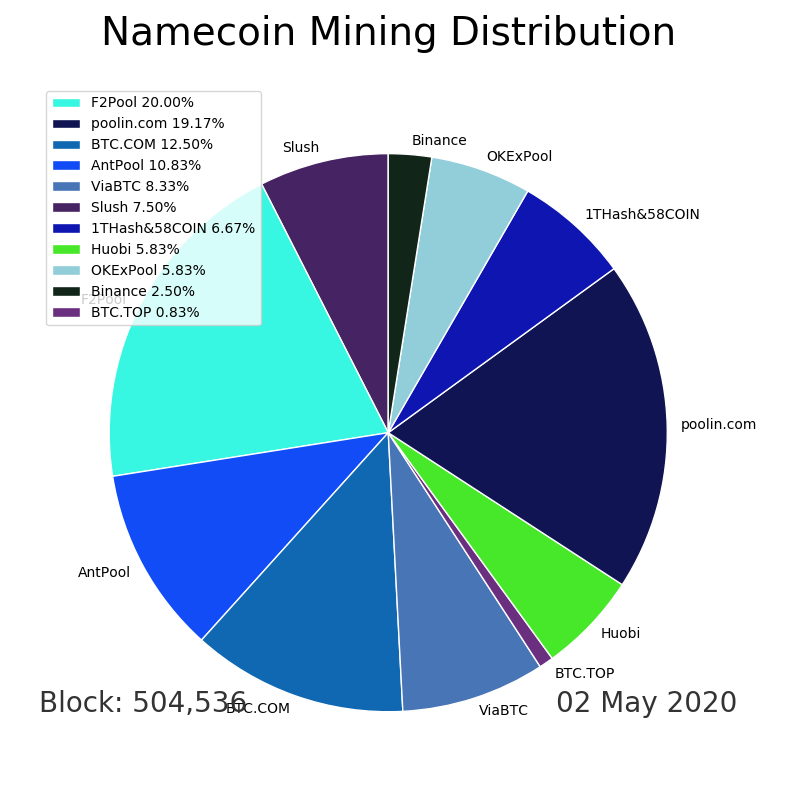 Namecoin Mining Distribution
F2Pool 20.00%
poolin.com 19.17%
BTC.COM 12.50%
AntPool 10.83%
ViaBTC 8.33%
Slush 7.50%
1THash&58COIN 6.67%
Huobi 5.83%
OKExPool 5.83%
Binance 2.50%
BTC.TOP 0.83%
Slush
Binance
OKExPool
1THash&58COIN
F2Pool
poolin.com
AntPool
Huobi
BTC.TOP
BTC.COM
ViaBTC
Block: 504,536
02 May 2020